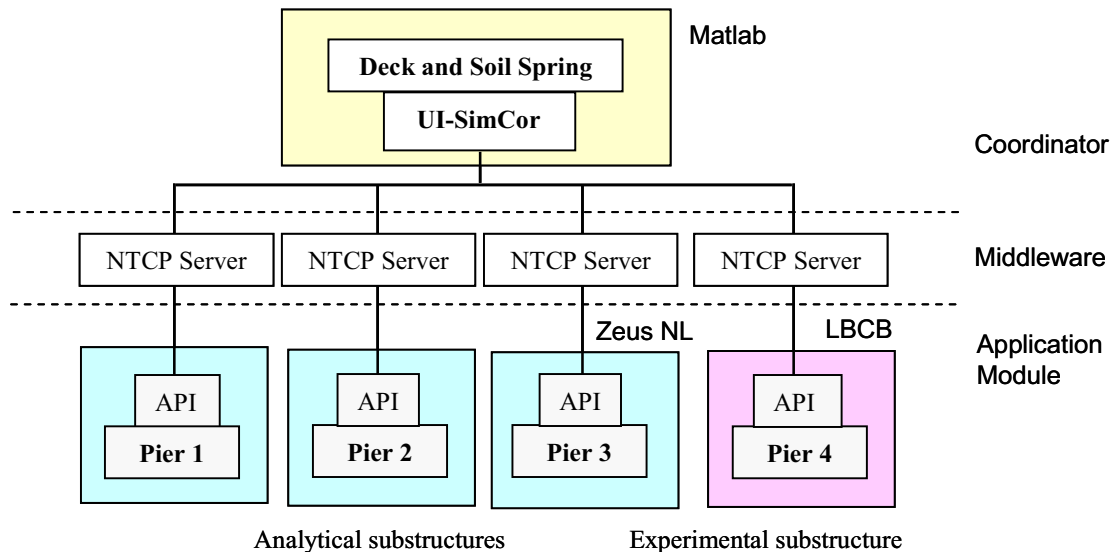 Matlab
Deck and Soil Spring
UI-SimCor
Coordinator
NTCP Server
NTCP Server
NTCP Server
NTCP Server
Middleware
Zeus NL
LBCB
Application
Module
API
API
API
API
Pier 1
Pier 2
Pier 3
Pier 4
Analytical substructures
Experimental substructure